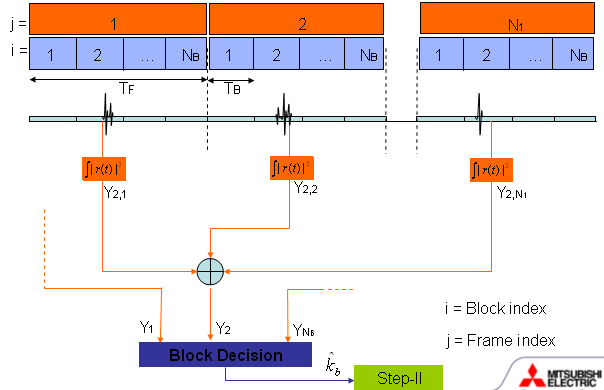 j = 1 2 N1
i = 1 2 ... NB 1 2 ... NB 1 2 ... NB
TF TB
∫|r(t)|² ∫|r(t)|² ∫|r(t)|²
Y2,1 Y2,2 Y2,N1
i = Block index
Y1 Y2 YNB
j = Frame index
Block Decision
k̂b
Step-II
MITSUBISHI
ELECTRIC